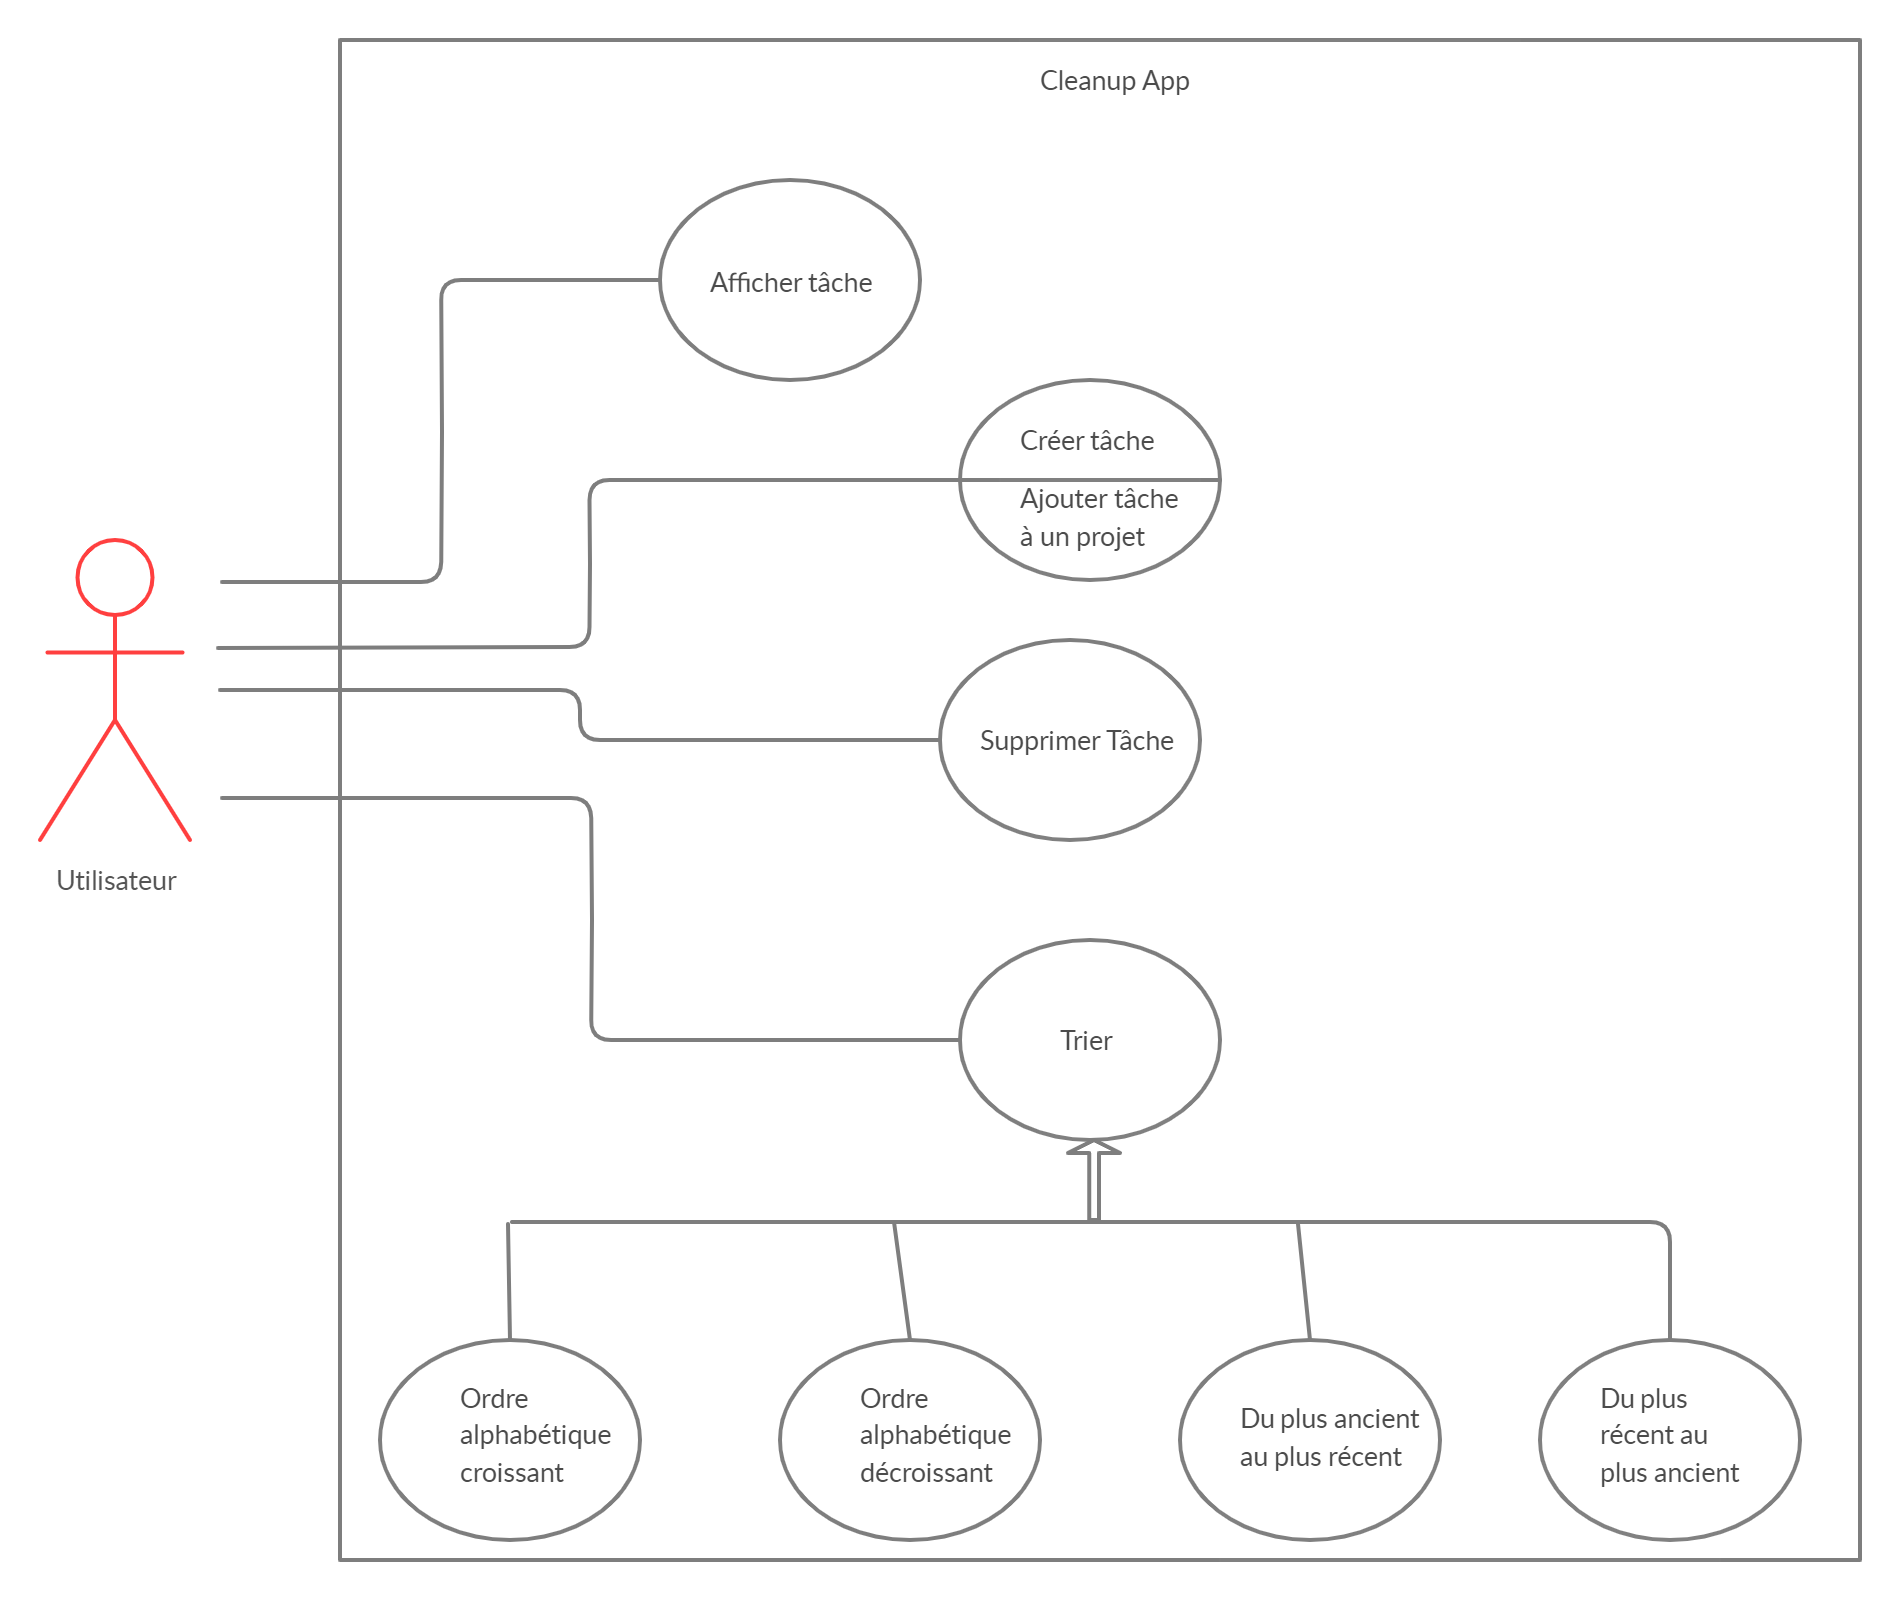 Cleanup App
Afficher tâche
Créer tâche
Ajouter tâche
à un projet
Supprimer Tâche
Utilisateur
Trier
Ordre
alphabétique
croissant
Ordre
alphabétique
décroissant
Du plus ancient
au plus récent
Du plus
récent au
plus ancient